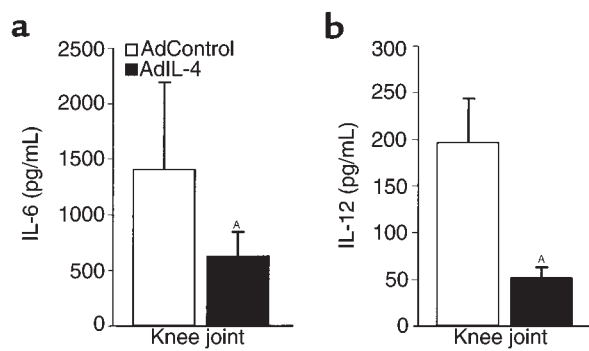 a
IL-6 (pg/mL)
2500
2000
1500
1000
500
0
AdControl
AdIL-4
A
Knee joint
b
IL-12 (pg/mL)
300
250
200
150
100
50
0
A
Knee joint